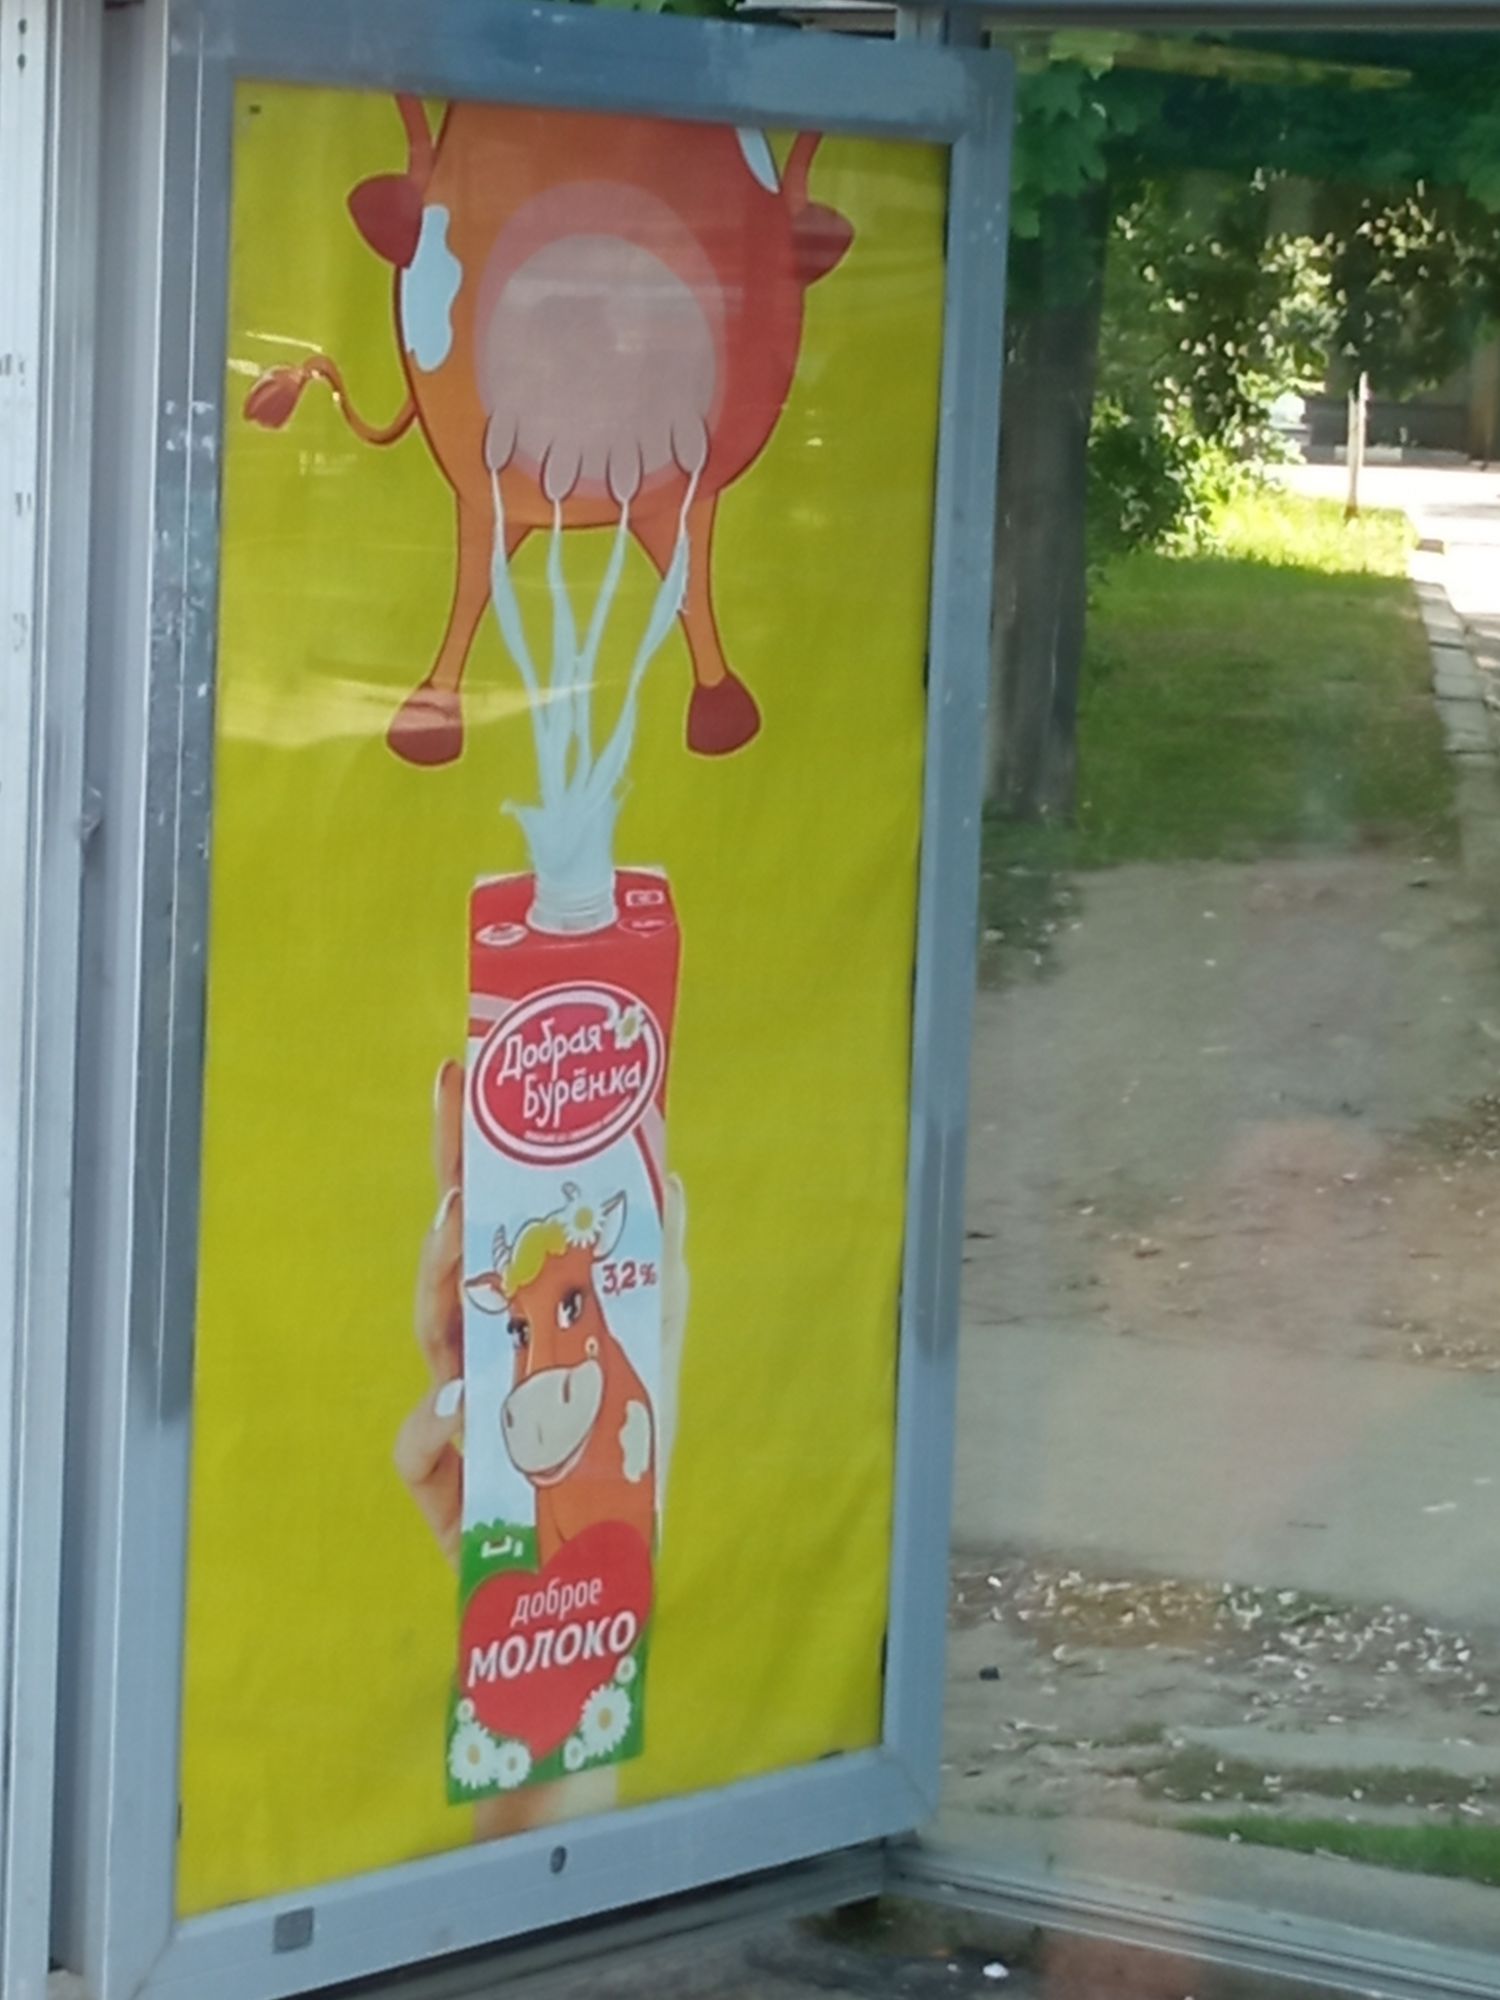 Добрая
Бурёнка
3,2%
доброе
МОЛОКО